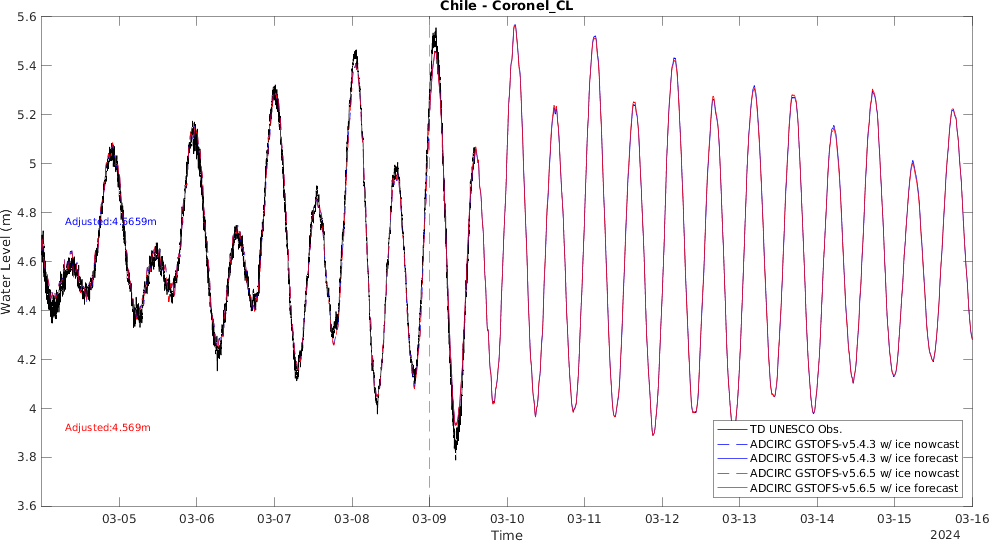 Chile - Coronel_CL
5.6
5.4
5.2
5
4.8
4.6
4.4
4.2
4
3.8
3.6
Water Level (m)
Adjusted:4.5659m
Adjusted:4.569m
TD UNESCO Obs.
ADCIRC GSTOFS-v5.4.3 w/ ice nowcast
ADCIRC GSTOFS-v5.4.3 w/ ice forecast
ADCIRC GSTOFS-v5.6.5 w/ ice nowcast
ADCIRC GSTOFS-v5.6.5 w/ ice forecast
03-05 03-06 03-07 03-08 03-09 03-10 03-11 03-12 03-13 03-14 03-15 03-16
Time
2024